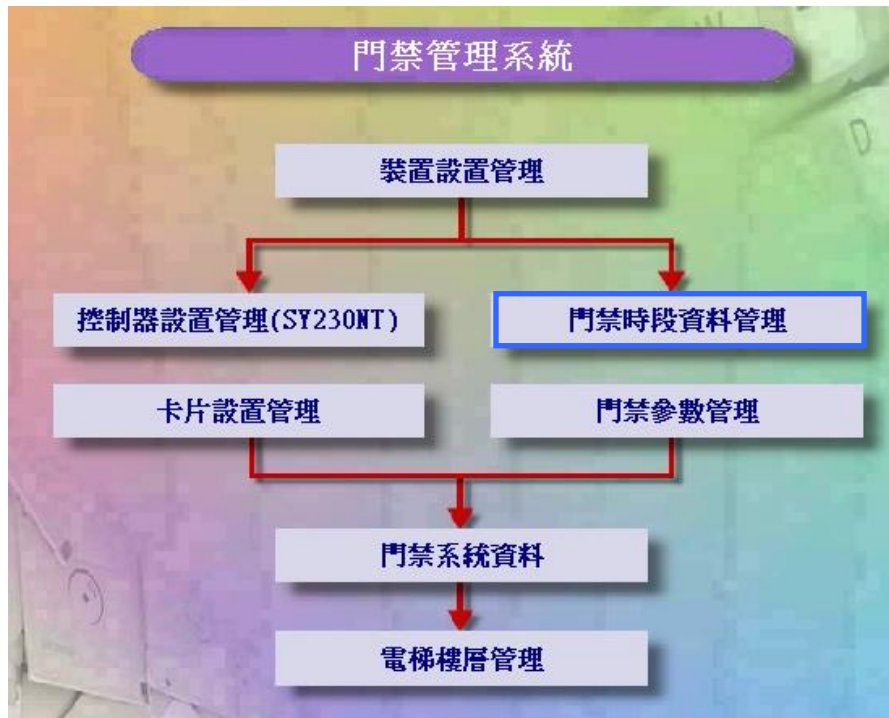 門禁管理系統
裝置設置管理
控制器設置管理(SY230NT)
門禁時段資料管理
卡片設置管理
門禁參數管理
門禁系統資料
電梯樓層管理